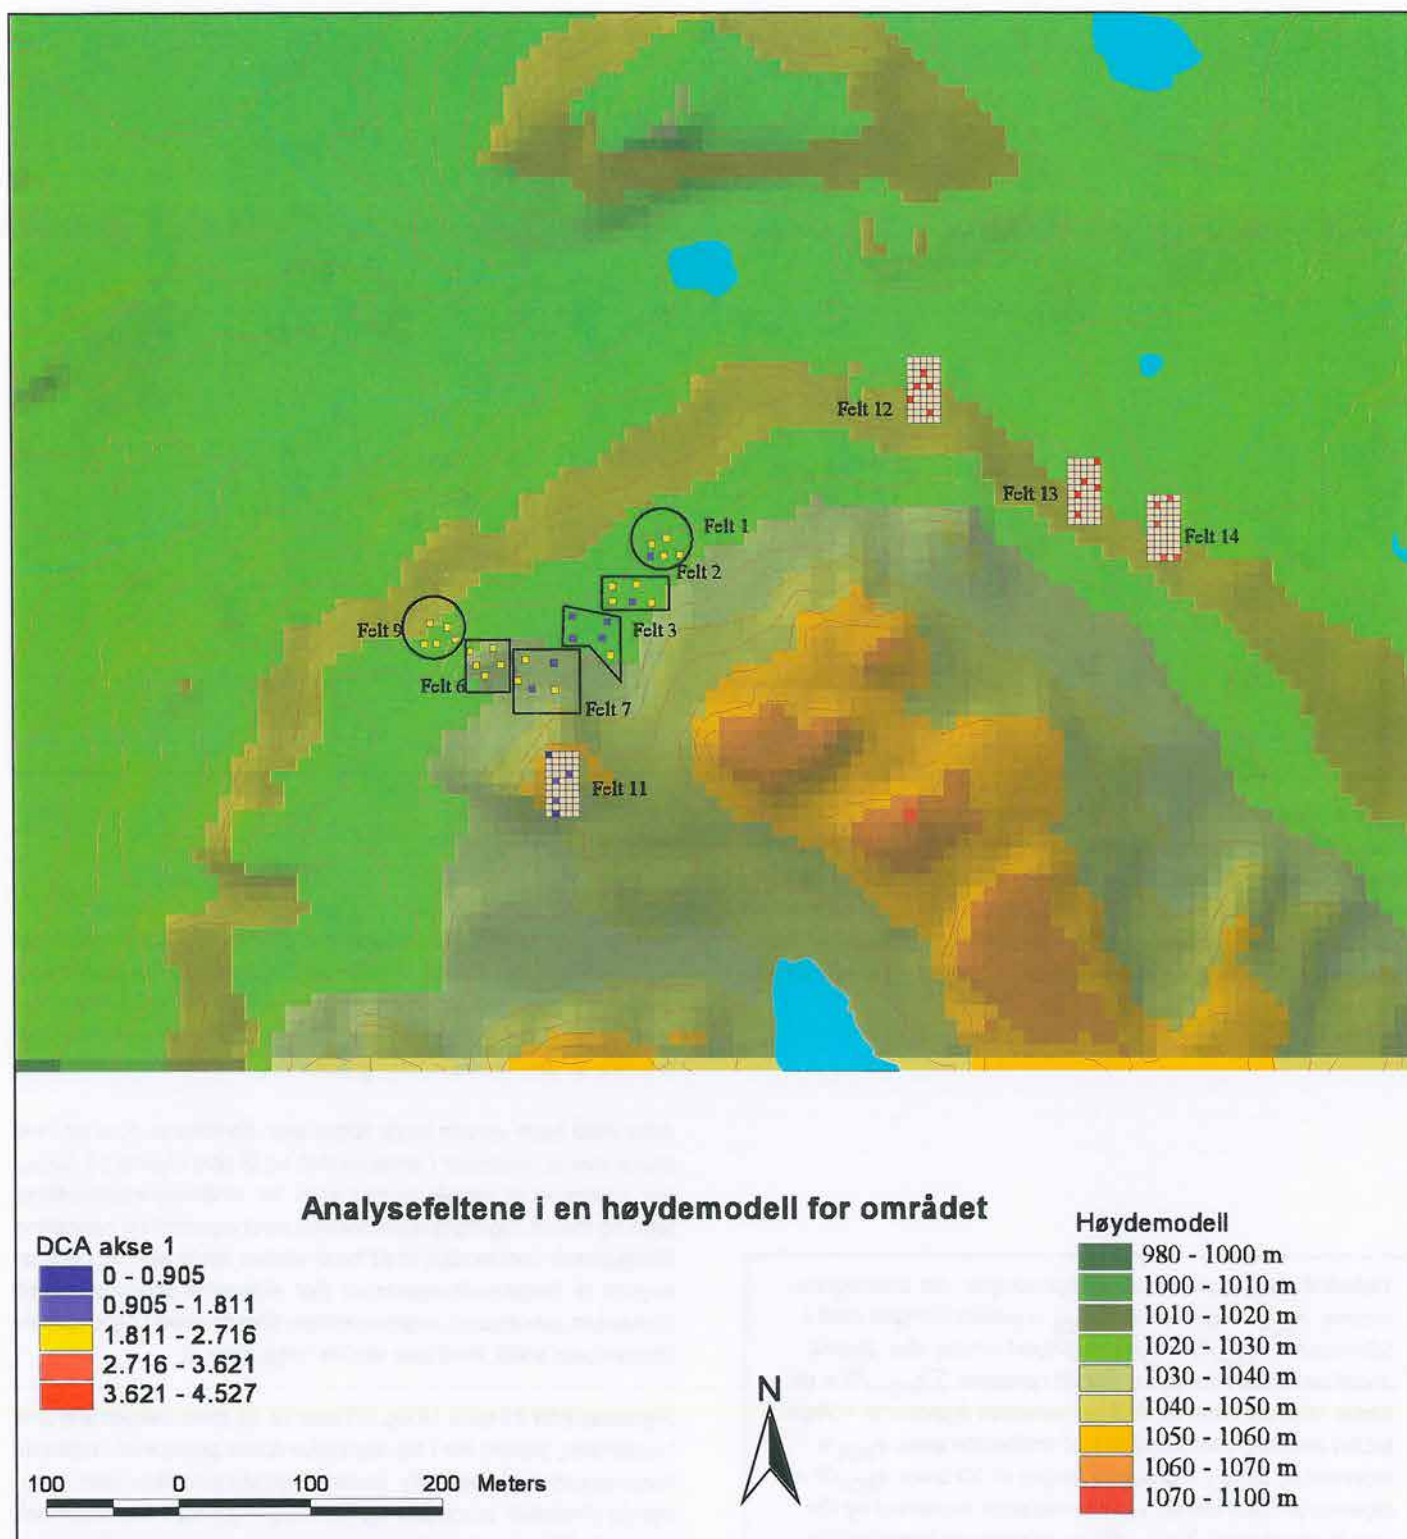 Felt 12
Felt 13
Felt 14
Felt 1
Felt 2
Felt 3
Felt 9
Felt 6
Felt 7
Felt 11
Analysefeltene i en høydemodell for området
DCA akse 1
0 - 0.905
0.905 - 1.811
1.811 - 2.716
2.716 - 3.621
3.621 - 4.527
Høydemodell
980 - 1000 m
1000 - 1010 m
1010 - 1020 m
1020 - 1030 m
1030 - 1040 m
1040 - 1050 m
1050 - 1060 m
1060 - 1070 m
1070 - 1100 m
N
100 0 100 200 Meters